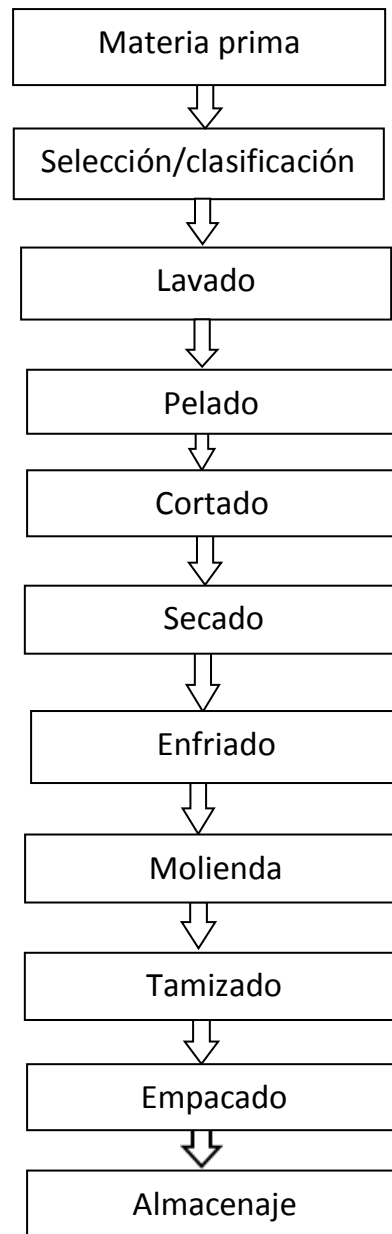 Materia prima
Selección/clasificación
Lavado
Pelado
Cortado
Secado
Enfriado
Molienda
Tamizado
Empacado
Almacenaje